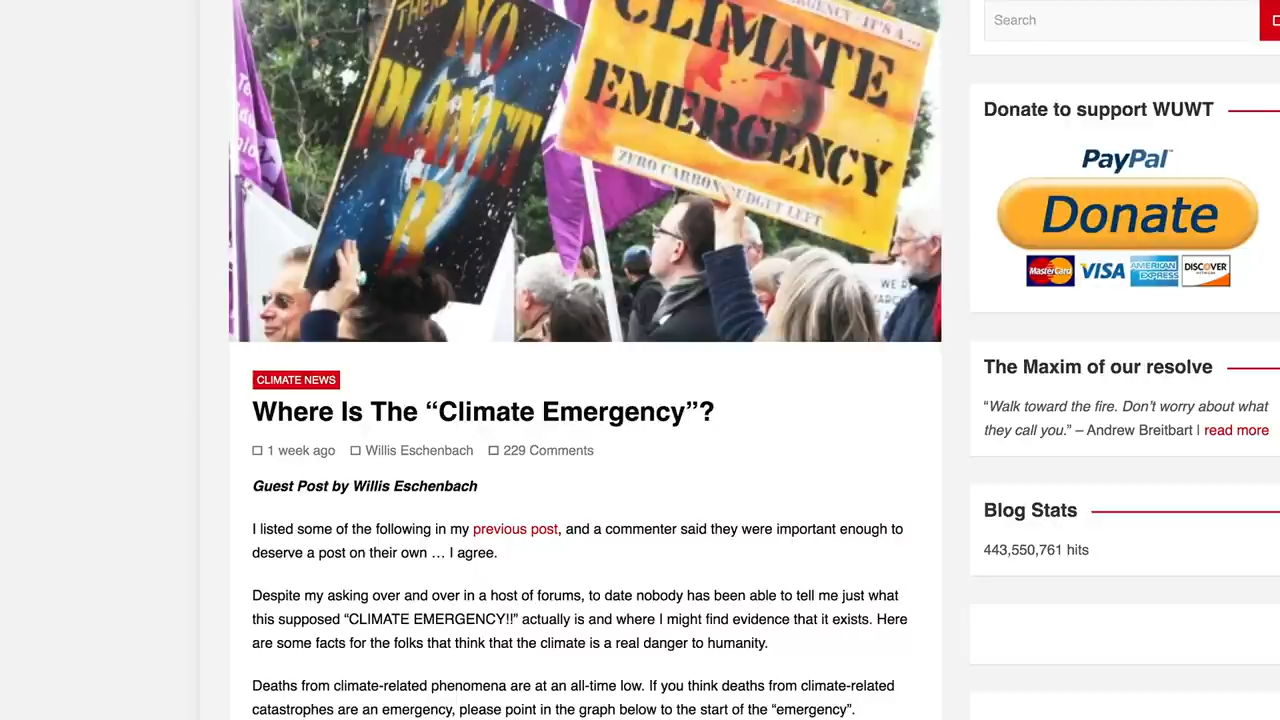 THERE
NO
PLANET
B
CLIMATE
EMERGENCY
ZERO CARBON BUDGET LEFT
Search
Donate to support WUWT
PayPal
Donate
MasterCard VISA AMERICAN EXPRESS DISCOVER
CLIMATE NEWS
Where Is The “Climate Emergency”?
1 week ago Willis Eschenbach 229 Comments
Guest Post by Willis Eschenbach
I listed some of the following in my previous post, and a commenter said they were important enough to
deserve a post on their own … I agree.
Despite my asking over and over in a host of forums, to date nobody has been able to tell me just what
this supposed “CLIMATE EMERGENCY!!” actually is and where I might find evidence that it exists. Here
are some facts for the folks that think that the climate is a real danger to humanity.
Deaths from climate-related phenomena are at an all-time low. If you think deaths from climate-related
catastrophes are an emergency, please point in the graph below to the start of the “emergency”.
The Maxim of our resolve
“Walk toward the fire. Don’t worry about what
they call you.” – Andrew Breitbart | read more
Blog Stats
443,550,761 hits